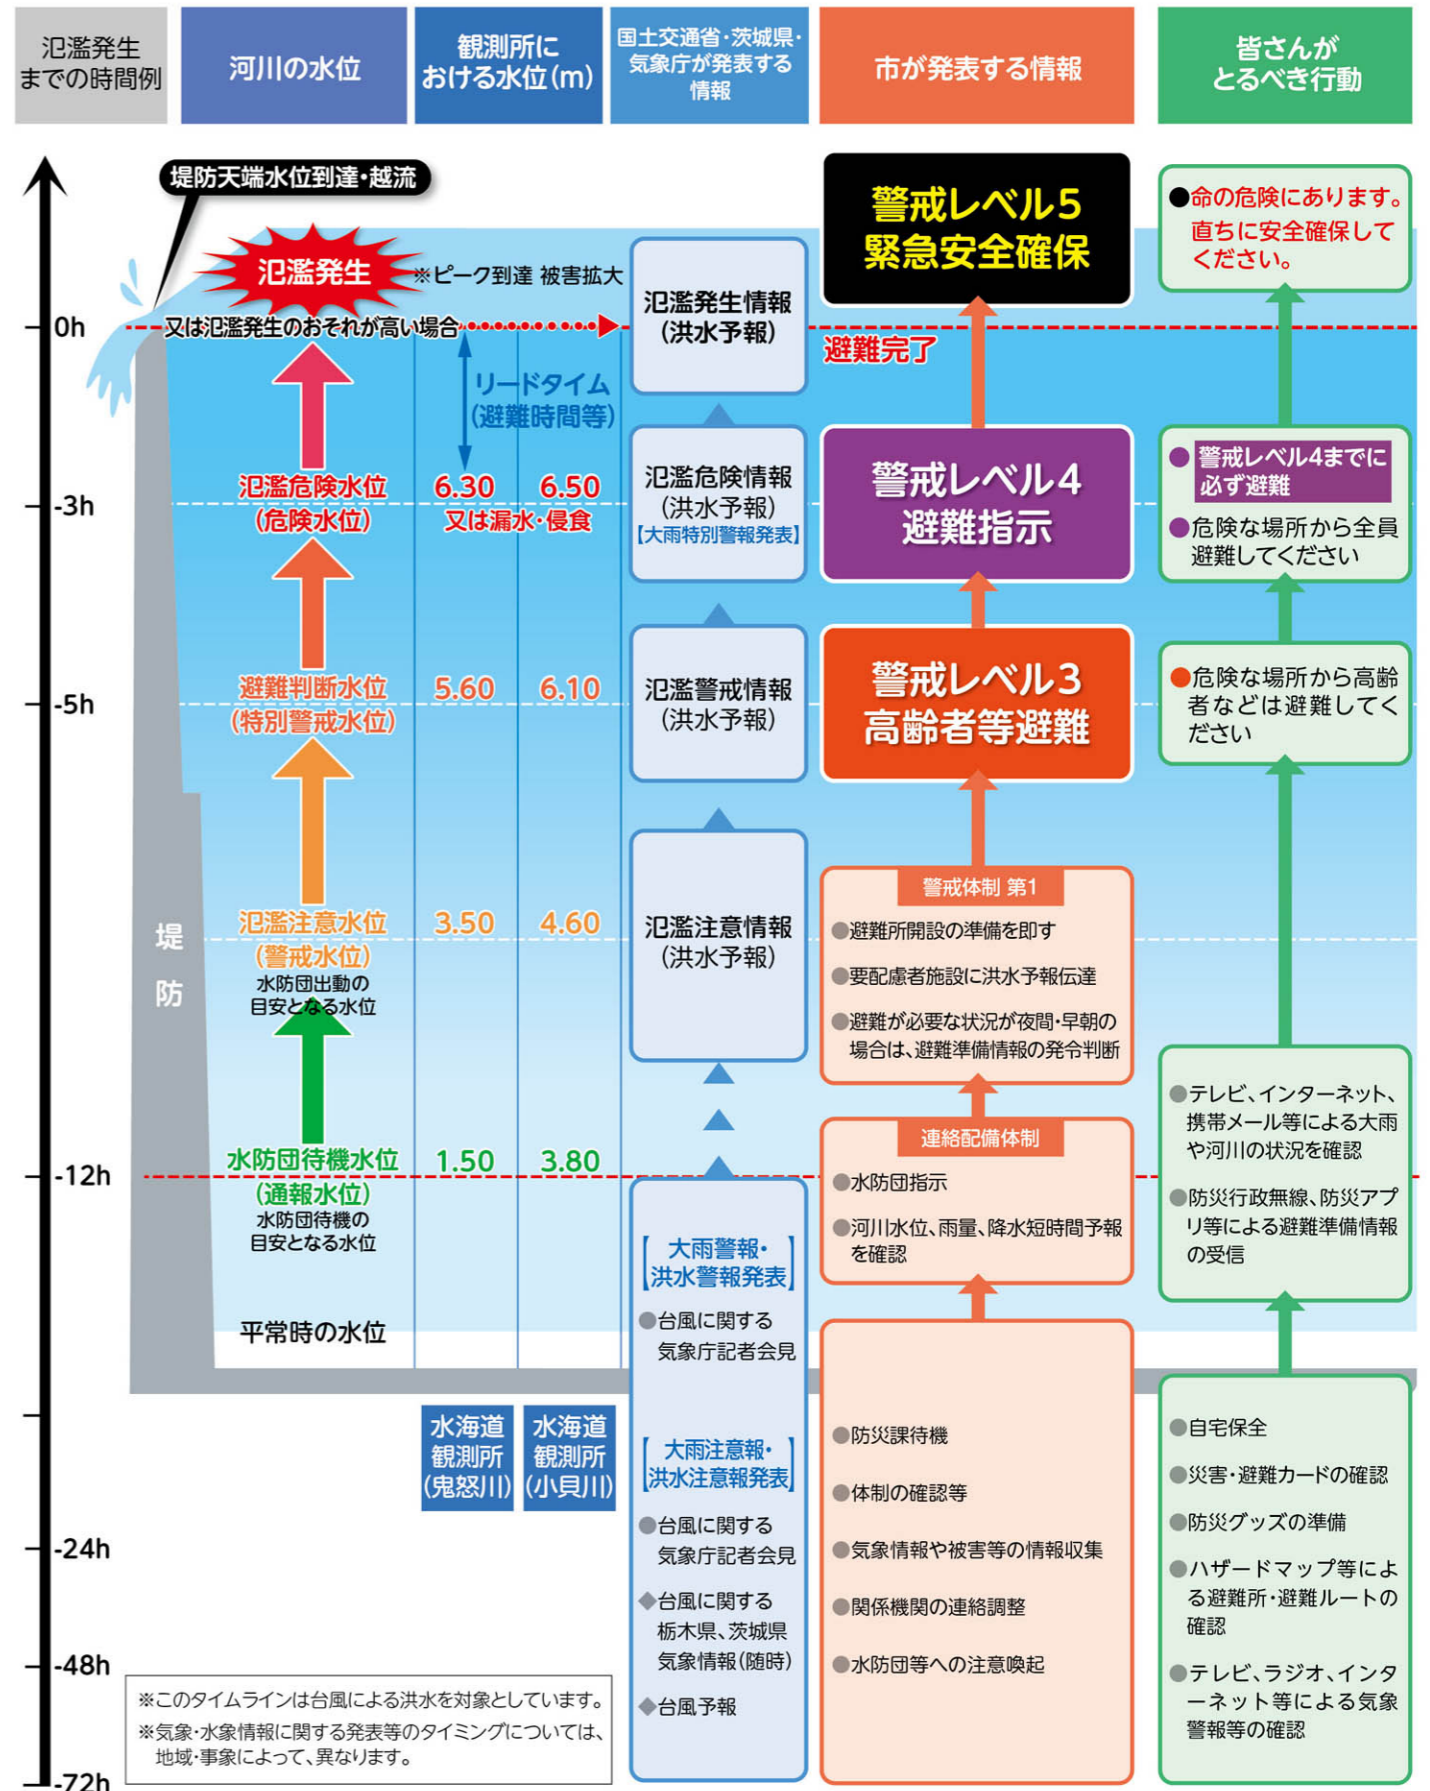 氾濫発生
までの時間例
河川の水位
観測所に
おける水位(m)
国土交通省・茨城県・
気象庁が発表する
情報
市が発表する情報
皆さんが
とるべき行動
堤防天端水位到達・越流
氾濫発生
※ピーク到達 被害拡大
0h
又は氾濫発生のおそれが高い場合
リードタイム
(避難時間等)
氾濫危険水位
(危険水位)
6.30
6.50
又は漏水・侵食
-3h
避難判断水位
(特別警戒水位)
5.60
6.10
-5h
氾濫注意水位
(警戒水位)
水防団出動の
目安となる水位
3.50
4.60
堤
防
水防団待機水位
(通報水位)
水防団待機の
目安となる水位
1.50
3.80
-12h
平常時の水位
水海道
観測所
(鬼怒川)
水海道
観測所
(小貝川)
-24h
-48h
-72h
氾濫発生情報
(洪水予報)
氾濫危険情報
(洪水予報)
【大雨特別警報発表】
氾濫警戒情報
(洪水予報)
氾濫注意情報
(洪水予報)
【大雨警報・
洪水警報発表】
●台風に関する
気象庁記者会見
【大雨注意報・
洪水注意報発表】
●台風に関する
気象庁記者会見
◆台風に関する
栃木県、茨城県
気象情報(随時)
◆台風予報
警戒レベル5
緊急安全確保
避難完了
警戒レベル4
避難指示
警戒レベル3
高齢者等避難
警戒体制 第1
●避難所開設の準備を即す
●要配慮者施設に洪水予報伝達
●避難が必要な状況が夜間・早朝の
場合は、避難準備情報の発令判断
連絡配備体制
●水防団指示
●河川水位、雨量、降水短時間予報
を確認
●防災課待機
●体制の確認等
●気象情報や被害等の情報収集
●関係機関の連絡調整
●水防団等への注意喚起
●命の危険にあります。
直ちに安全確保して
ください。
●警戒レベル4までに
必ず避難
●危険な場所から全員
避難してください
●危険な場所から高齢
者などは避難してく
ださい
●テレビ、インターネット、
携帯メール等による大雨
や河川の状況を確認
●防災行政無線、防災アプ
リ等による避難準備情報
の受信
●自宅保全
●災害・避難カードの確認
●防災グッズの準備
●ハザードマップ等によ
る避難所・避難ルートの
確認
●テレビ、ラジオ、インタ
ーネット等による気象
警報等の確認
※このタイムラインは台風による洪水を対象としています。
※気象・水象情報に関する発表等のタイミングについては、
地域・事象によって、異なります。